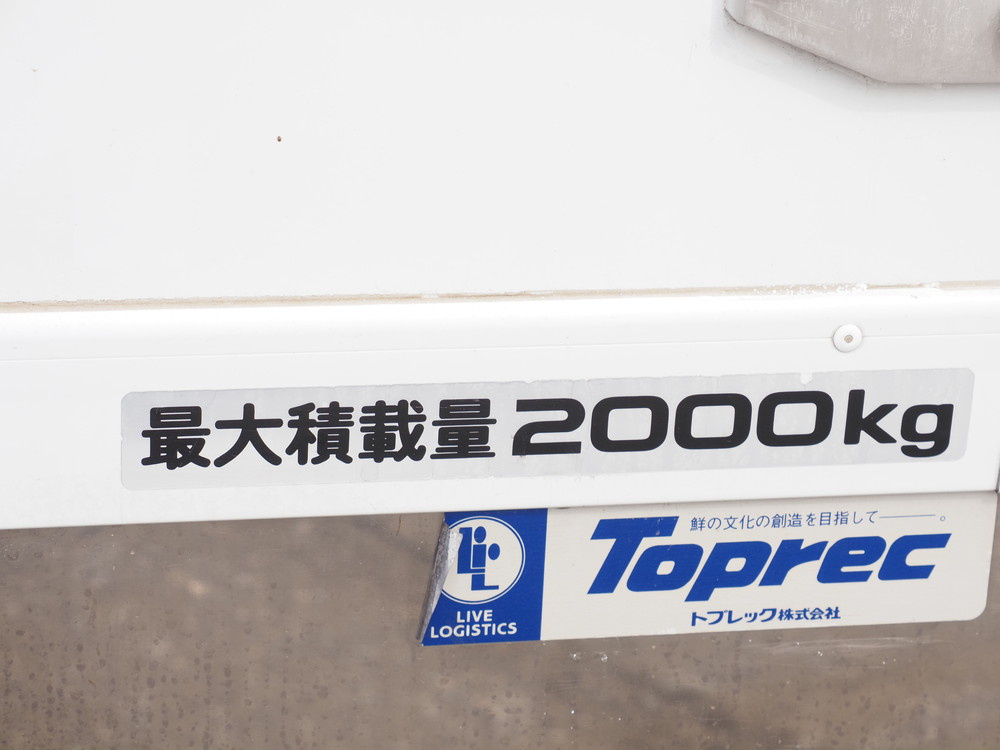 最大積載量 2000kg
鮮の文化の創造を目指して――。
Toprec
トプレック株式会社
LIVE
LOGISTICS